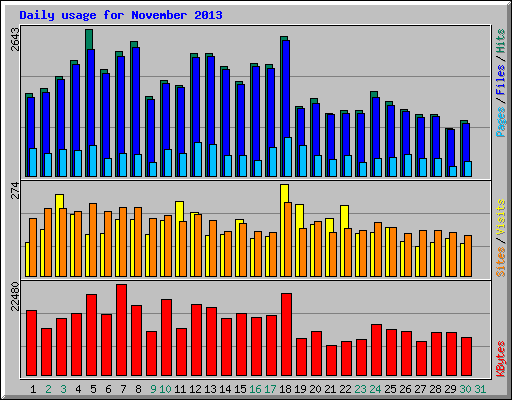 Daily usage for November 2013
2643
Pages / Files / Hits
274
Sites / Visits
22480
KBytes
1 2 3 4 5 6 7 8 9 10 11 12 13 14 15 16 17 18 19 20 21 22 23 24 25 26 27 28 29 30 31